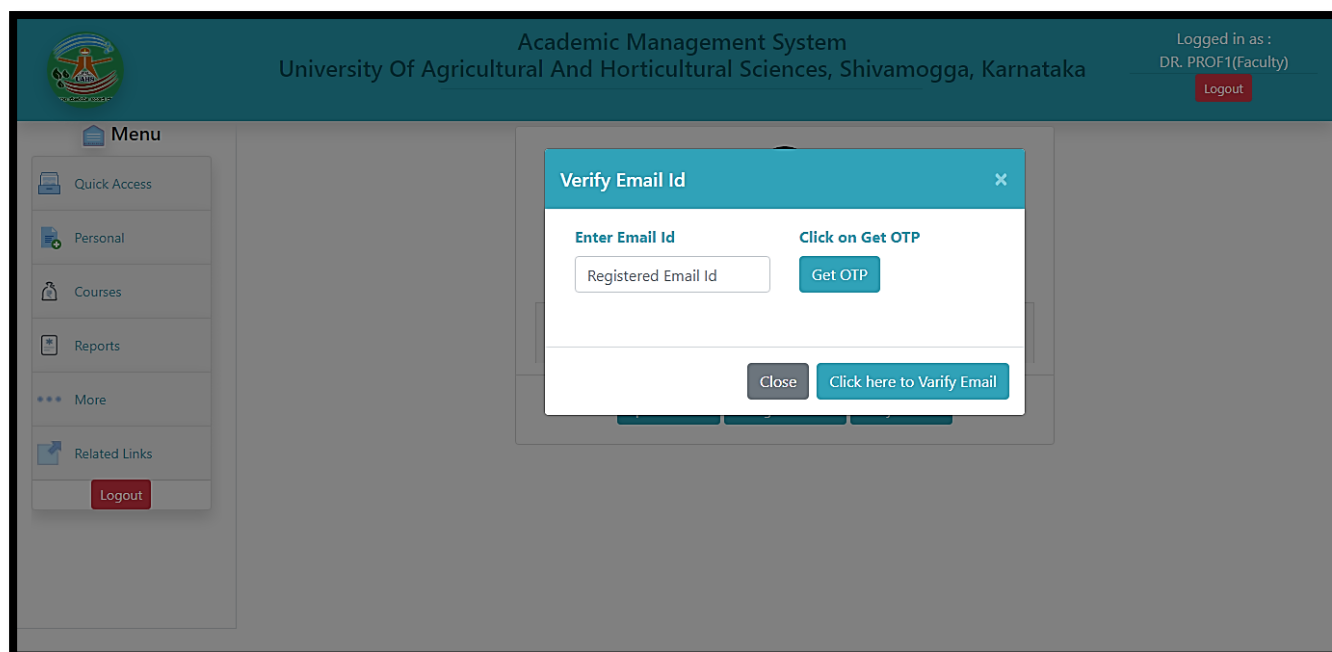 Academic Management System
University Of Agricultural And Horticultural Sciences, Shivamogga, Karnataka
Logged in as :
DR. PROF1(Faculty)
Logout
Menu
Quick Access
Personal
Courses
Reports
More
Related Links
Logout
Verify Email Id
×
Enter Email Id
Click on Get OTP
Registered Email Id
Get OTP
Close
Click here to Varify Email